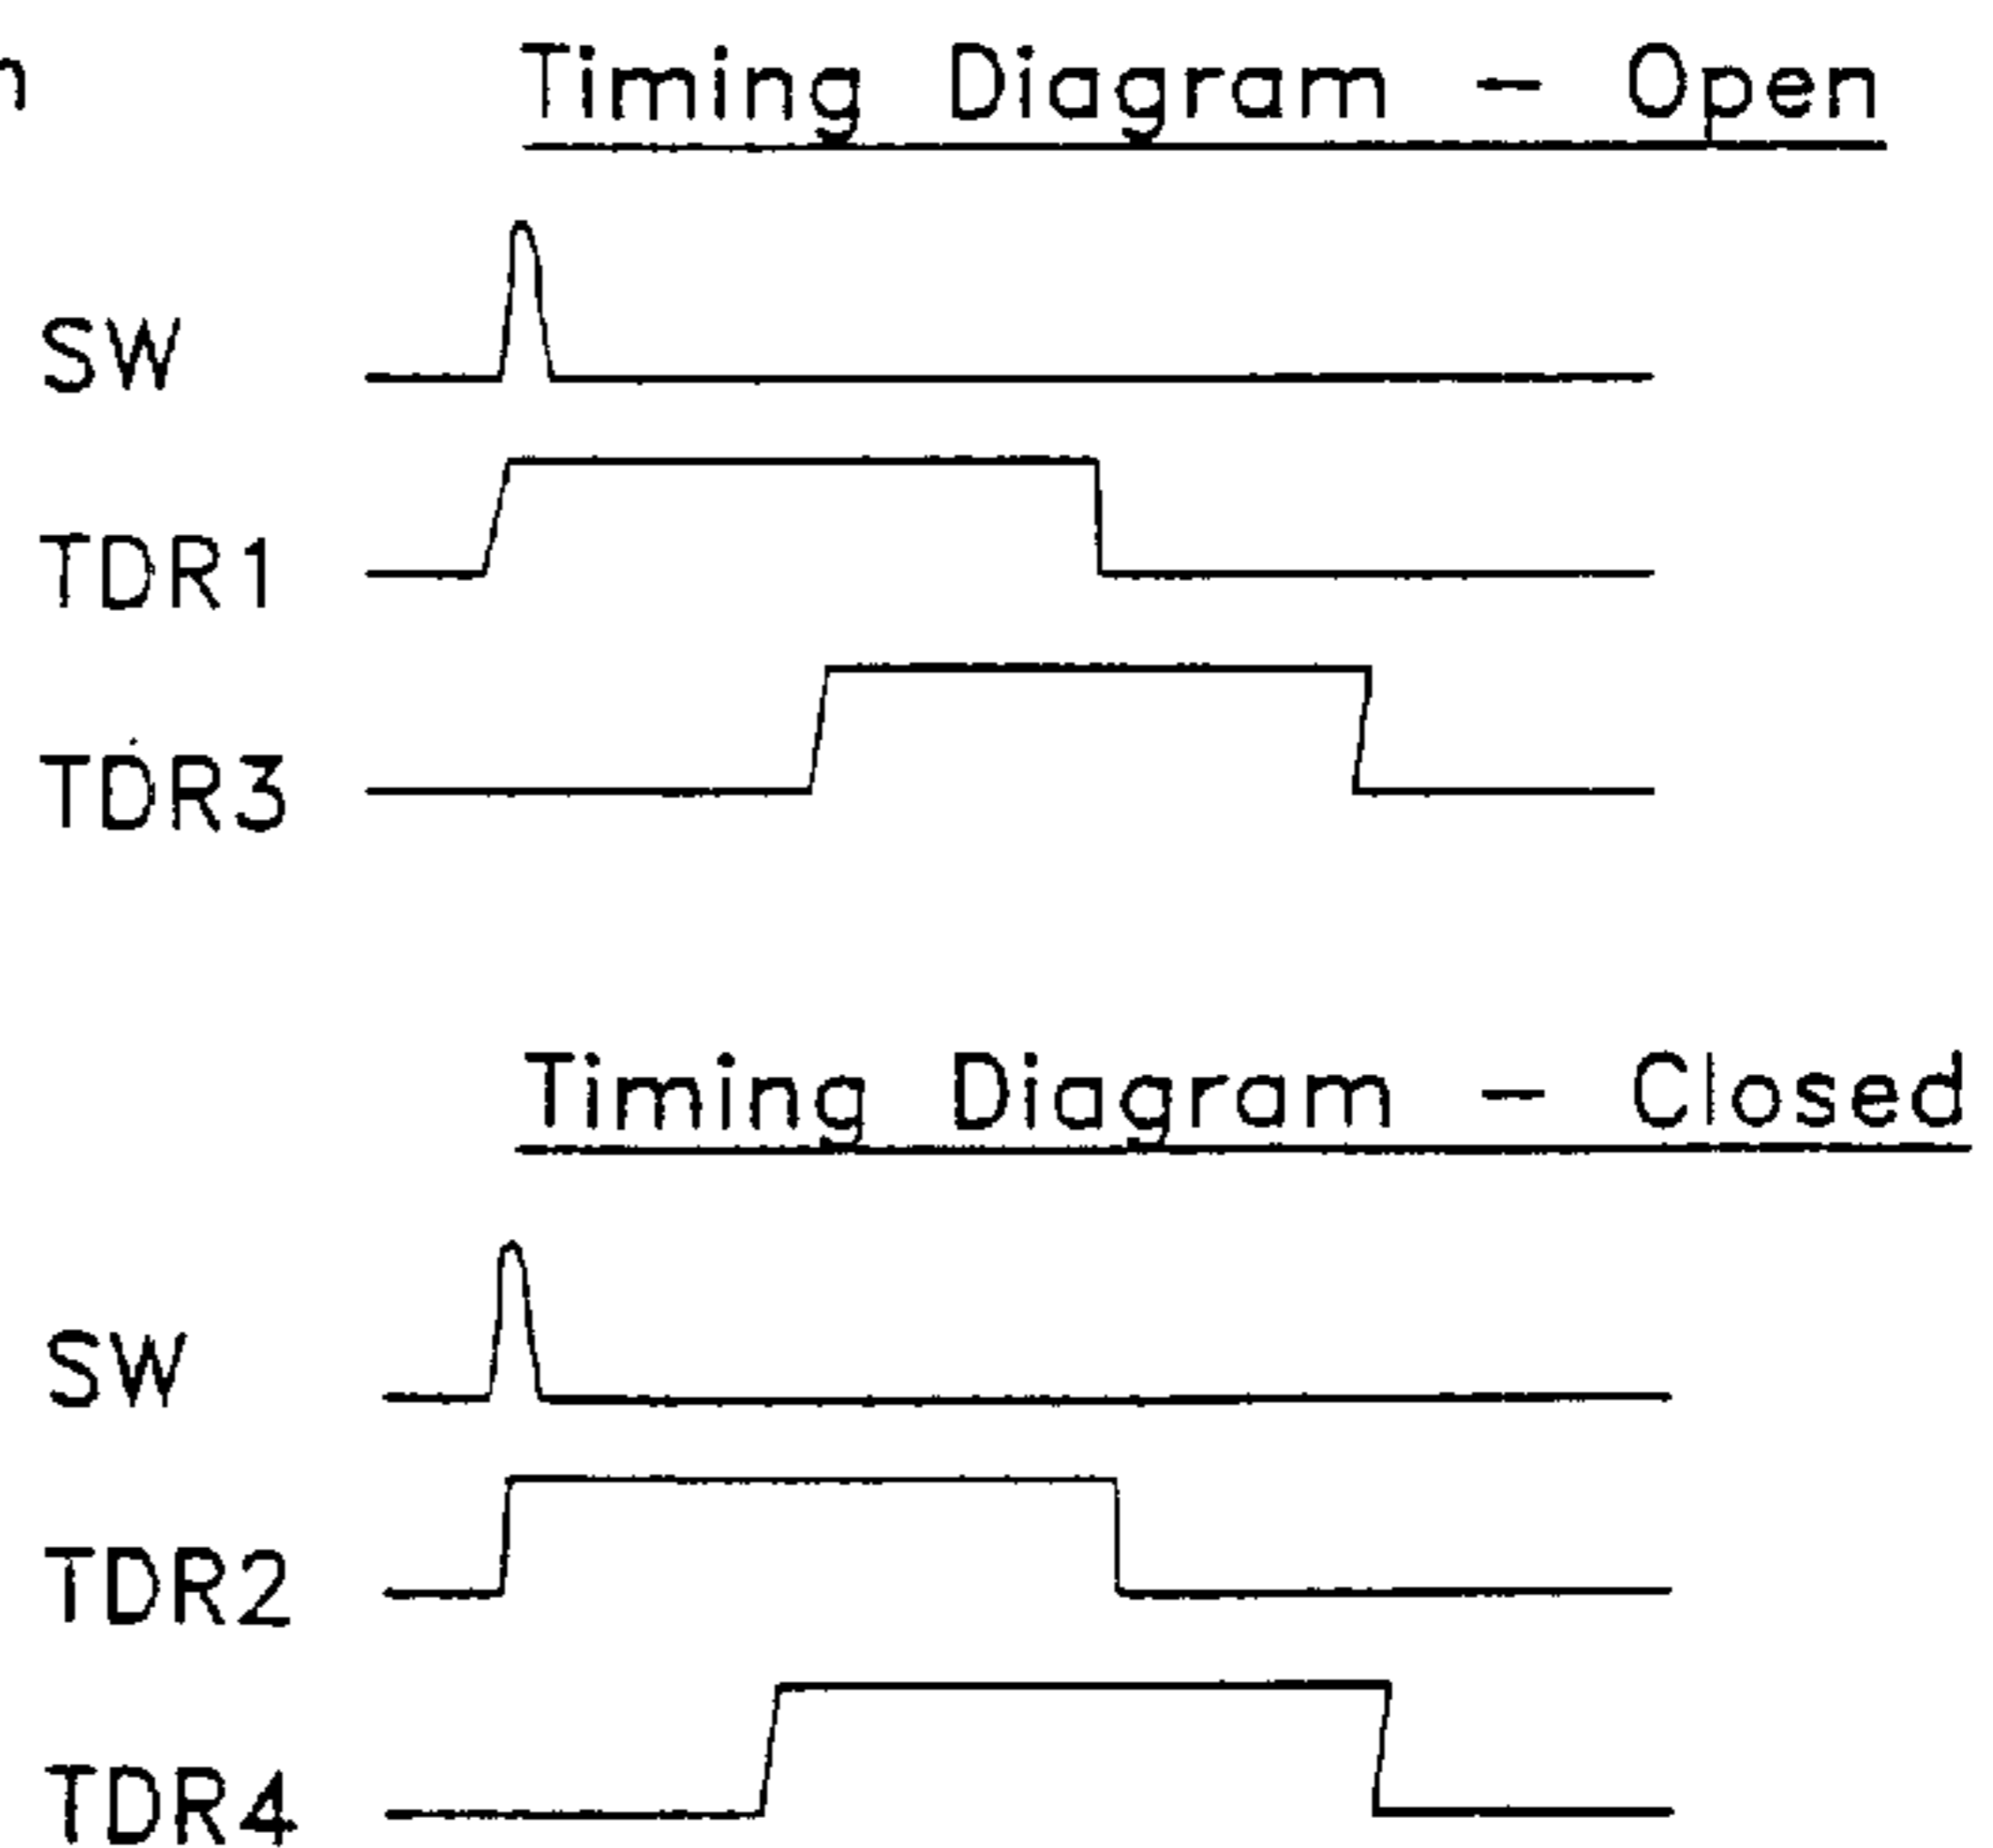 n
Timing Diagram - Open
SW
TDR1
TDR3
Timing Diagram - Closed
SW
TDR2
TDR4